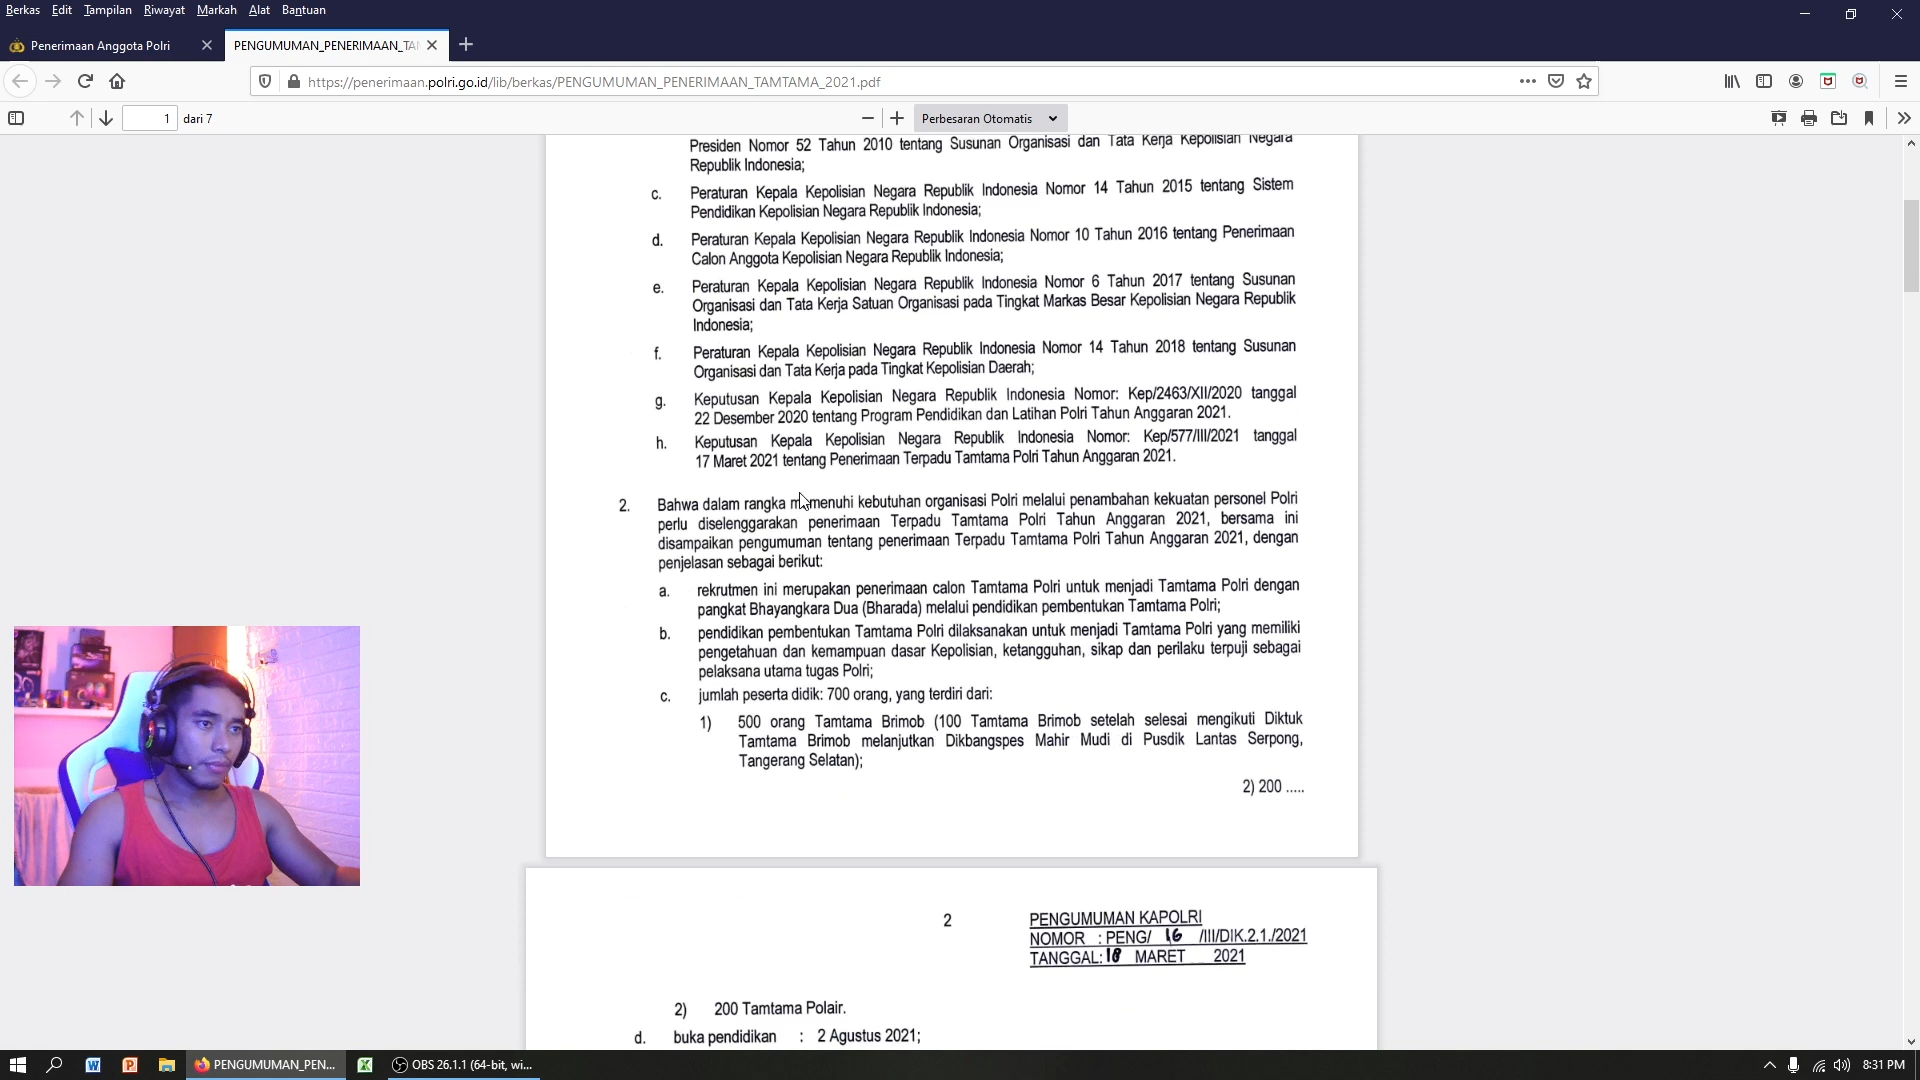 Berkas Edit Tampilan Riwayat Markah Alat Bantuan
Penerimaan Anggota Polri
PENGUMUMAN_PENERIMAAN_TA
https://penerimaan.polri.go.id/lib/berkas/PENGUMUMAN_PENERIMAAN_TAMTAMA_2021.pdf
1 dari 7
Perbesaran Otomatis
Presiden Nomor 52 Tahun 2010 tentang Susunan Organisasi dan Tata Kerja Kepolisian Negara
Republik Indonesia;
c. Peraturan Kepala Kepolisian Negara Republik Indonesia Nomor 14 Tahun 2015 tentang Sistem
Pendidikan Kepolisian Negara Republik Indonesia;
d. Peraturan Kepala Kepolisian Negara Republik Indonesia Nomor 10 Tahun 2016 tentang Penerimaan
Calon Anggota Kepolisian Negara Republik Indonesia;
e. Peraturan Kepala Kepolisian Negara Republik Indonesia Nomor 6 Tahun 2017 tentang Susunan
Organisasi dan Tata Kerja Satuan Organisasi pada Tingkat Markas Besar Kepolisian Negara Republik
Indonesia;
f. Peraturan Kepala Kepolisian Negara Republik Indonesia Nomor 14 Tahun 2018 tentang Susunan
Organisasi dan Tata Kerja pada Tingkat Kepolisian Daerah;
g. Keputusan Kepala Kepolisian Negara Republik Indonesia Nomor: Kep/2463/XII/2020 tanggal
22 Desember 2020 tentang Program Pendidikan dan Latihan Polri Tahun Anggaran 2021.
h. Keputusan Kepala Kepolisian Negara Republik Indonesia Nomor: Kep/577/III/2021 tanggal
17 Maret 2021 tentang Penerimaan Terpadu Tamtama Polri Tahun Anggaran 2021.
2. Bahwa dalam rangka memenuhi kebutuhan organisasi Polri melalui penambahan kekuatan personel Polri
perlu diselenggarakan penerimaan Terpadu Tamtama Polri Tahun Anggaran 2021, bersama ini
disampaikan pengumuman tentang penerimaan Terpadu Tamtama Polri Tahun Anggaran 2021, dengan
penjelasan sebagai berikut:
a. rekrutmen ini merupakan penerimaan calon Tamtama Polri untuk menjadi Tamtama Polri dengan
pangkat Bhayangkara Dua (Bharada) melalui pendidikan pembentukan Tamtama Polri;
b. pendidikan pembentukan Tamtama Polri dilaksanakan untuk menjadi Tamtama Polri yang memiliki
pengetahuan dan kemampuan dasar Kepolisian, ketangguhan, sikap dan perilaku terpuji sebagai
pelaksana utama tugas Polri;
c. jumlah peserta didik: 700 orang, yang terdiri dari:
1) 500 orang Tamtama Brimob (100 Tamtama Brimob setelah selesai mengikuti Diktuk
Tamtama Brimob melanjutkan Dikbangspes Mahir Mudi di Pusdik Lantas Serpong,
Tangerang Selatan);
2) 200 .....
2
PENGUMUMAN KAPOLRI
NOMOR : PENG/ 16 /III/DIK.2.1./2021
TANGGAL: 18 MARET 2021
2) 200 Tamtama Polair.
d. buka pendidikan : 2 Agustus 2021;
PENGUMUMAN_PEN...
OBS 26.1.1 (64-bit, wi...
8:31 PM